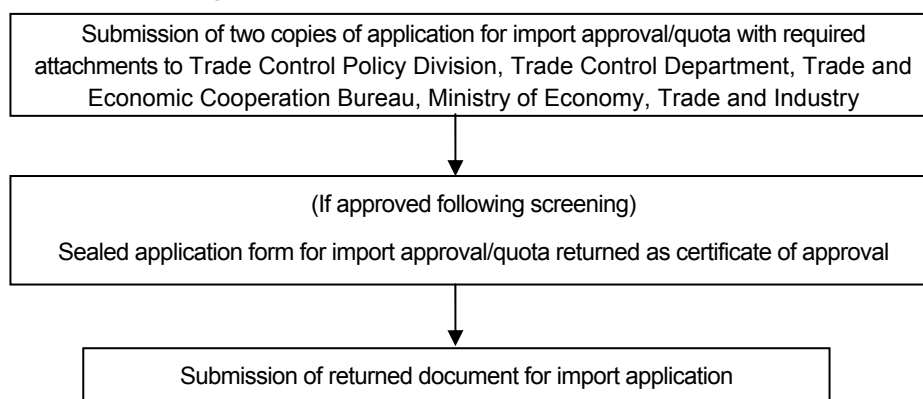 Submission of two copies of application for import approval/quota with required
attachments to Trade Control Policy Division, Trade Control Department, Trade and
Economic Cooperation Bureau, Ministry of Economy, Trade and Industry
(If approved following screening)
Sealed application form for import approval/quota returned as certificate of approval
Submission of returned document for import application